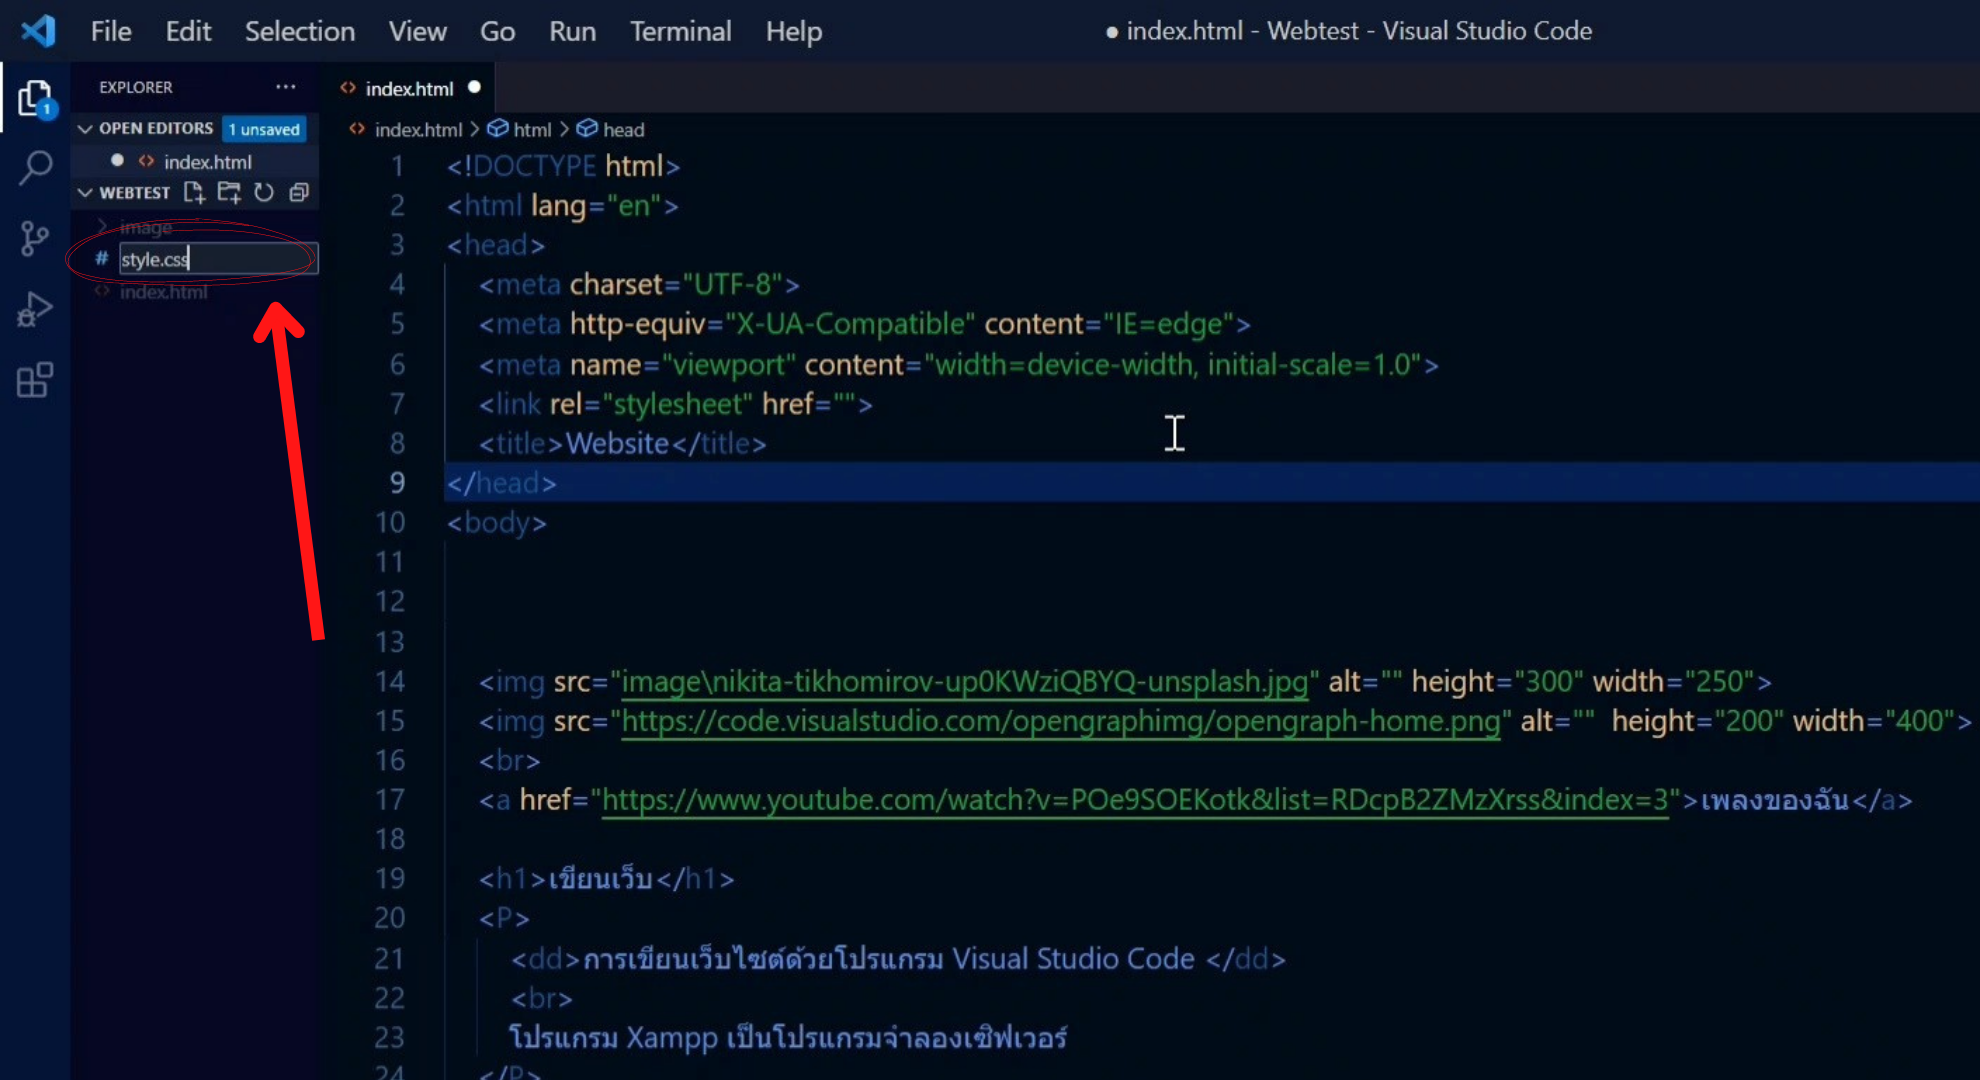 File Edit Selection View Go Run Terminal Help
● index.html - Webtest - Visual Studio Code
EXPLORER ...
1
OPEN EDITORS 1 unsaved
index.html
WEBTEST
image
# style.css
index.html
index.html
index.html > html > head
1 <!DOCTYPE html>
2 <html lang="en">
3 <head>
4 <meta charset="UTF-8">
5 <meta http-equiv="X-UA-Compatible" content="IE=edge">
6 <meta name="viewport" content="width=device-width, initial-scale=1.0">
7 <link rel="stylesheet" href="">
8 <title>Website</title>
9 </head>
10 <body>
11
12
13
14 <img src="image\nikita-tikhomirov-up0KWziQBYQ-unsplash.jpg" alt="" height="300" width="250">
15 <img src="https://code.visualstudio.com/opengraphimg/opengraph-home.png" alt="" height="200" width="400">
16 <br>
17 <a href="https://www.youtube.com/watch?v=POe9SOEKotk&list=RDcpB2ZMzXrss&index=3">เพลงของฉัน</a>
18
19 <h1>เขียนเว็บ</h1>
20 <P>
21 <dd>การเขียนเว็บไซต์ด้วยโปรแกรม Visual Studio Code </dd>
22 <br>
23 โปรแกรม Xampp เป็นโปรแกรมจำลองเซิฟเวอร์
24 </P>